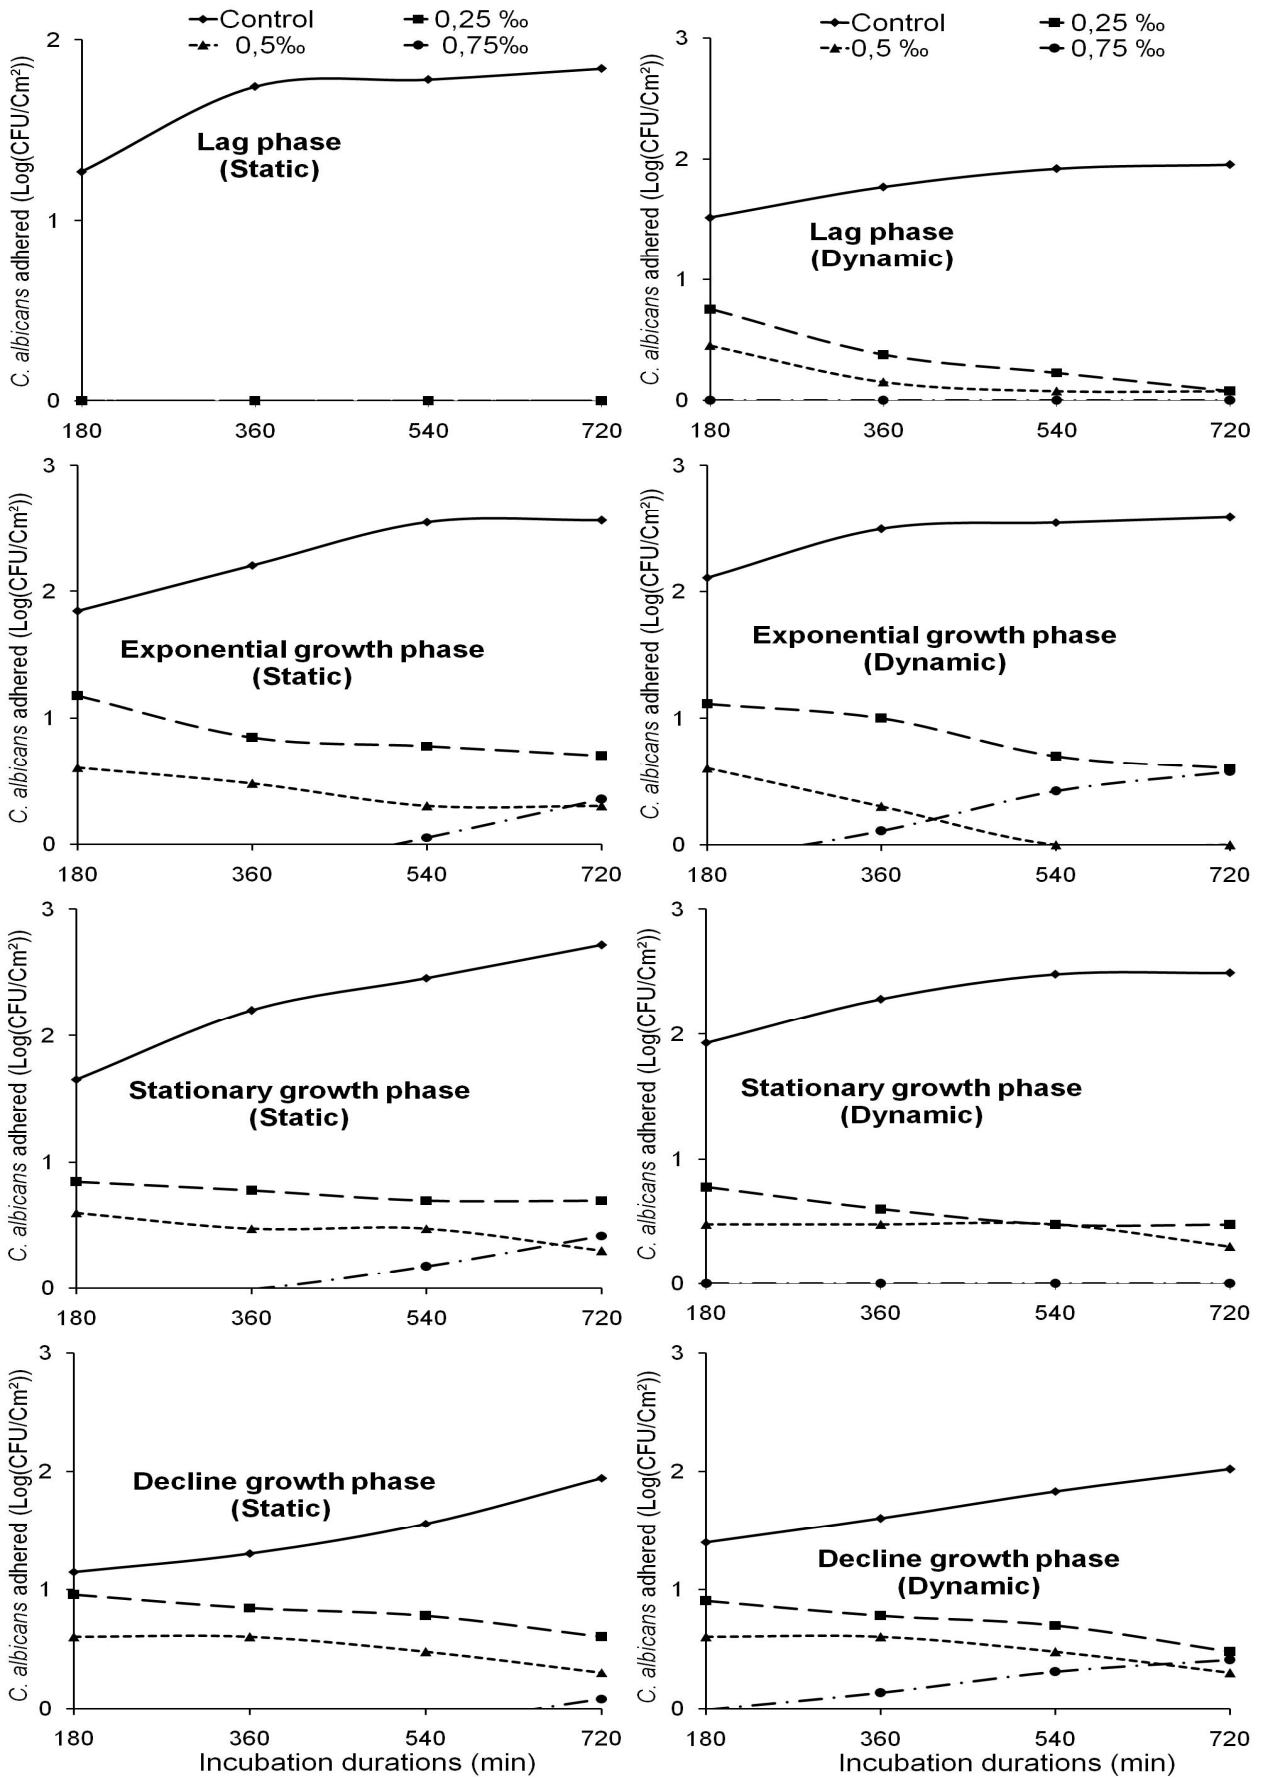 Control 0,25 ‰
0,5‰ 0,75‰
2
1
0
C. albicans adhered (Log(CFU/Cm²))
Lag phase
(Static)
180 360 540 720
Control 0,25 ‰
0,5 ‰ 0,75 ‰
3
2
1
0
C. albicans adhered (Log(CFU/Cm²))
Lag phase
(Dynamic)
180 360 540 720
3
2
1
0
C. albicans adhered (Log(CFU/Cm²))
Exponential growth phase
(Static)
180 360 540 720
3
2
1
0
C. albicans adhered (Log(CFU/Cm²))
Exponential growth phase
(Dynamic)
180 360 540 720
3
2
1
0
C. albicans adhered (Log(CFU/Cm²))
Stationary growth phase
(Static)
180 360 540 720
3
2
1
0
C. albicans adhered (Log(CFU/Cm²))
Stationary growth phase
(Dynamic)
180 360 540 720
3
2
1
0
C. albicans adhered (Log(CFU/Cm²))
Decline growth phase
(Static)
180 360 540 720
Incubation durations (min)
3
2
1
0
C. albicans adhered (Log(CFU/Cm²))
Decline growth phase
(Dynamic)
180 360 540 720
Incubation durations (min)